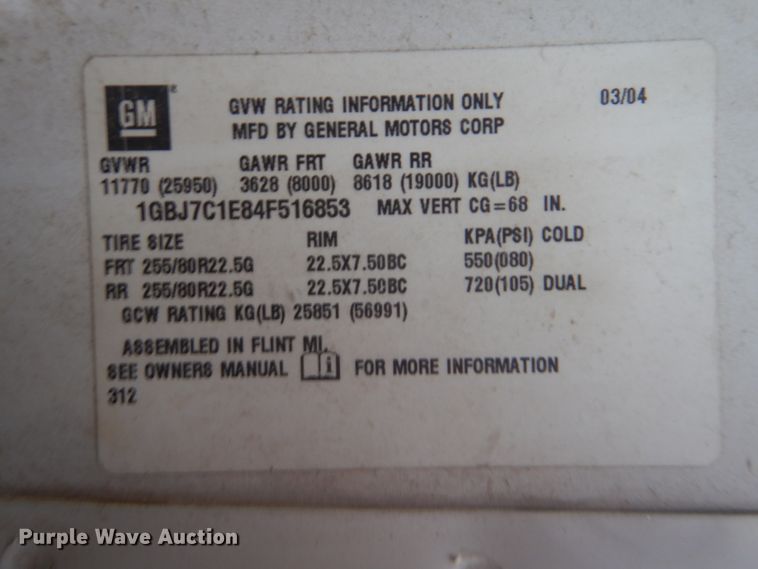 GM ®
GVW RATING INFORMATION ONLY 03/04
MFD BY GENERAL MOTORS CORP
GVWR GAWR FRT GAWR RR
11770 (25950) 3628 (8000) 8618 (19000) KG(LB)
1GBJ7C1E84F516853 MAX VERT CG=68 IN.
TIRE SIZE RIM KPA(PSI) COLD
FRT 255/80R22.5G 22.5X7.50BC 550(080)
RR 255/80R22.5G 22.5X7.50BC 720(105) DUAL
GCW RATING KG(LB) 25851 (56991)
ASSEMBLED IN FLINT MI.
SEE OWNERS MANUAL i FOR MORE INFORMATION
312
Purple Wave Auction